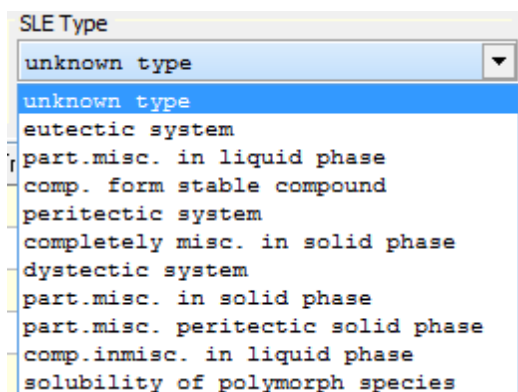 SLE Type
unknown type
unknown type
eutectic system
part.misc. in liquid phase
comp. form stable compound
peritectic system
completely misc. in solid phase
dystectic system
part.misc. in solid phase
part.misc. peritectic solid phase
comp.inmisc. in liquid phase
solubility of polymorph species